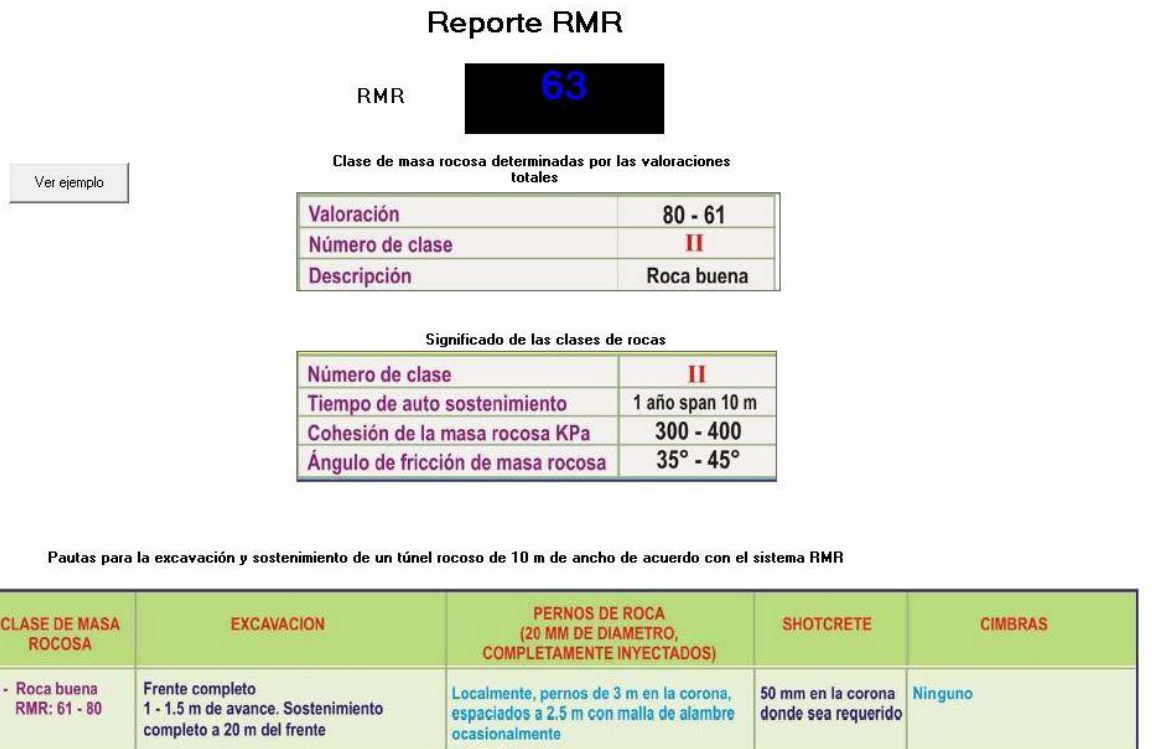 Reporte RMR
RMR 63
Ver ejemplo
Clase de masa rocosa determinadas por las valoraciones
totales
Valoración 80 - 61
Número de clase II
Descripción Roca buena
Significado de las clases de rocas
Número de clase II
Tiempo de auto sostenimiento 1 año span 10 m
Cohesión de la masa rocosa KPa 300 - 400
Ángulo de fricción de masa rocosa 35° - 45°
Pautas para la excavación y sostenimiento de un túnel rocoso de 10 m de ancho de acuerdo con el sistema RMR
CLASE DE MASA
ROCOSA
EXCAVACION
PERNOS DE ROCA
(20 MM DE DIAMETRO,
COMPLETAMENTE INYECTADOS)
SHOTCRETE
CIMBRAS
- Roca buena
RMR: 61 - 80
Frente completo
1 - 1.5 m de avance. Sostenimiento
completo a 20 m del frente
Localmente, pernos de 3 m en la corona,
espaciados a 2.5 m con malla de alambre
ocasionalmente
50 mm en la corona
donde sea requerido
Ninguno